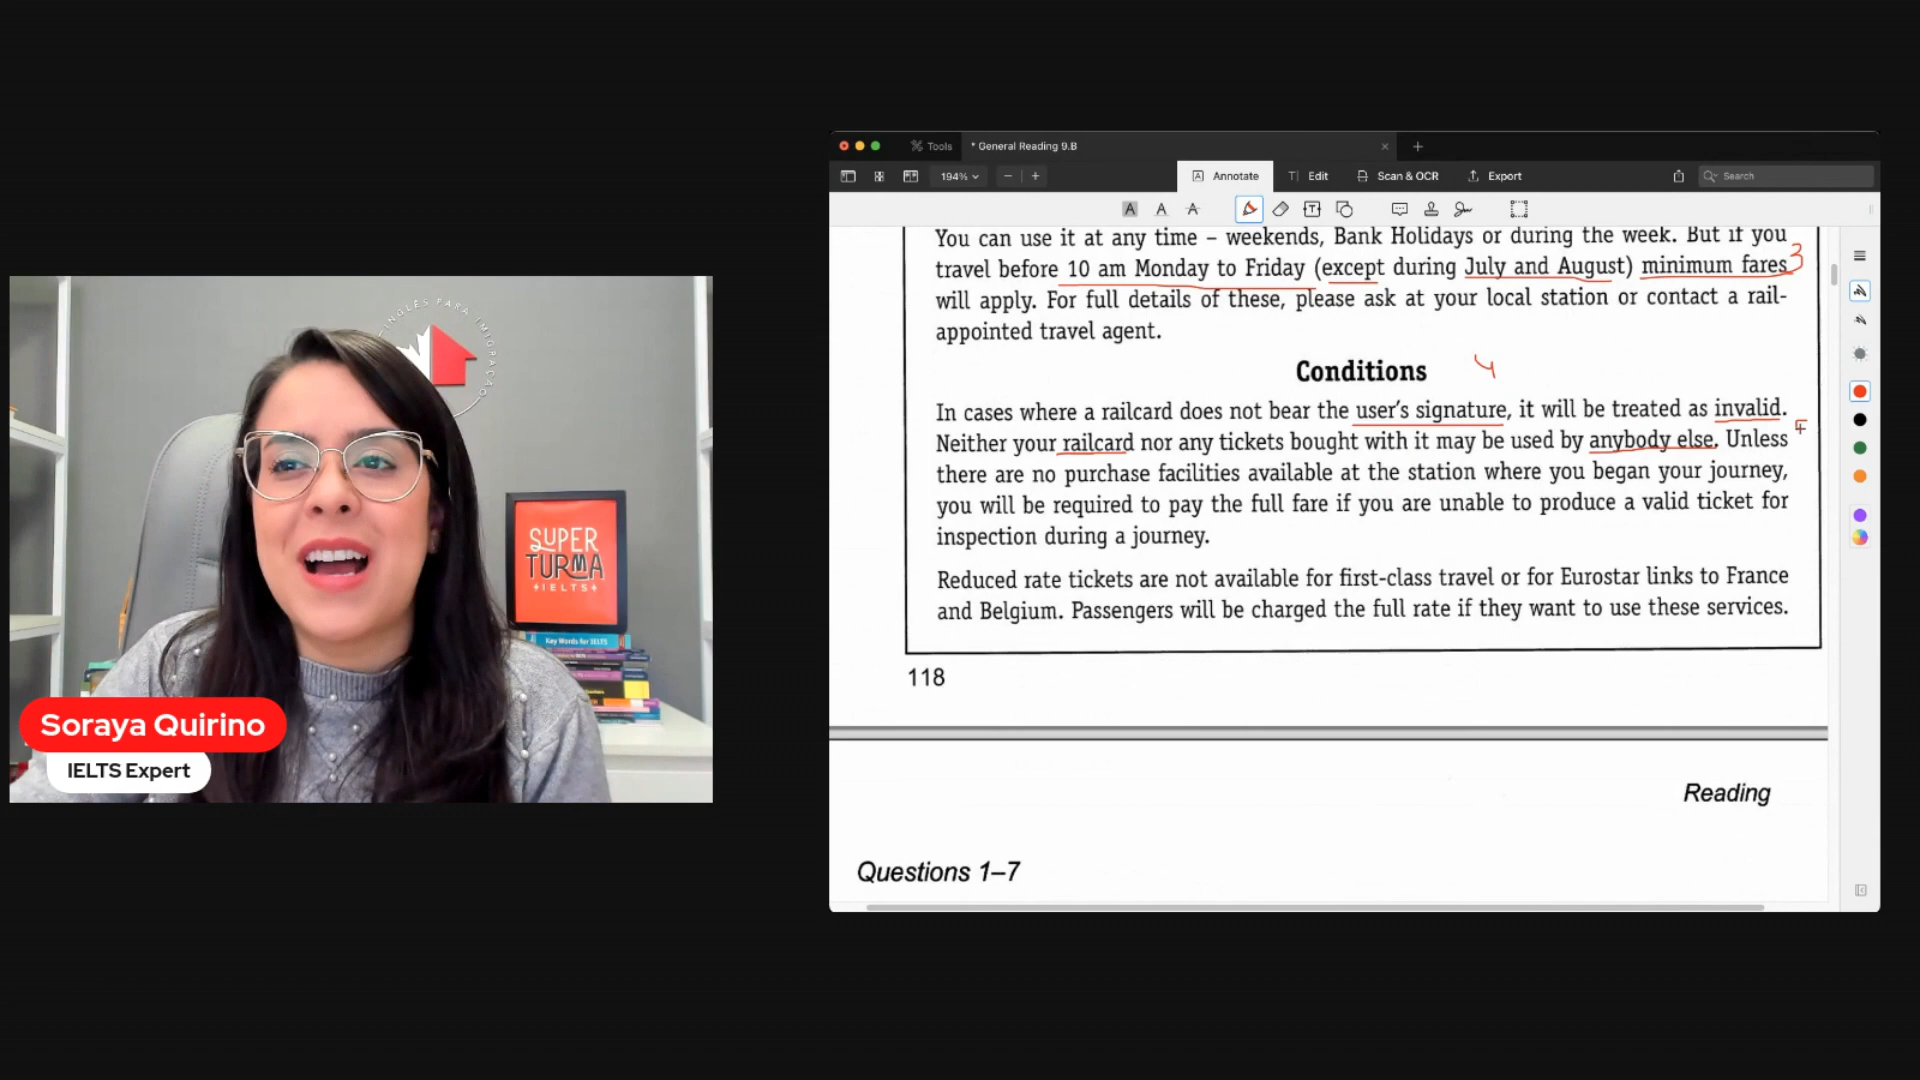 INGLÊS PARA IMIGRAÇÃO
SUPER
TURMA
IELTS
Key Words for IELTS
Soraya Quirino
IELTS Expert
Tools
* General Reading 9.B
194%
Annotate
Edit
Scan & OCR
Export
Search
You can use it at any time – weekends, Bank Holidays or during the week. But if you
travel before 10 am Monday to Friday (except during July and August) minimum fares 3
will apply. For full details of these, please ask at your local station or contact a rail-
appointed travel agent.
Conditions 4
In cases where a railcard does not bear the user's signature, it will be treated as invalid.
Neither your railcard nor any tickets bought with it may be used by anybody else. Unless
there are no purchase facilities available at the station where you began your journey,
you will be required to pay the full fare if you are unable to produce a valid ticket for
inspection during a journey.
Reduced rate tickets are not available for first-class travel or for Eurostar links to France
and Belgium. Passengers will be charged the full rate if they want to use these services.
118
Reading
Questions 1–7